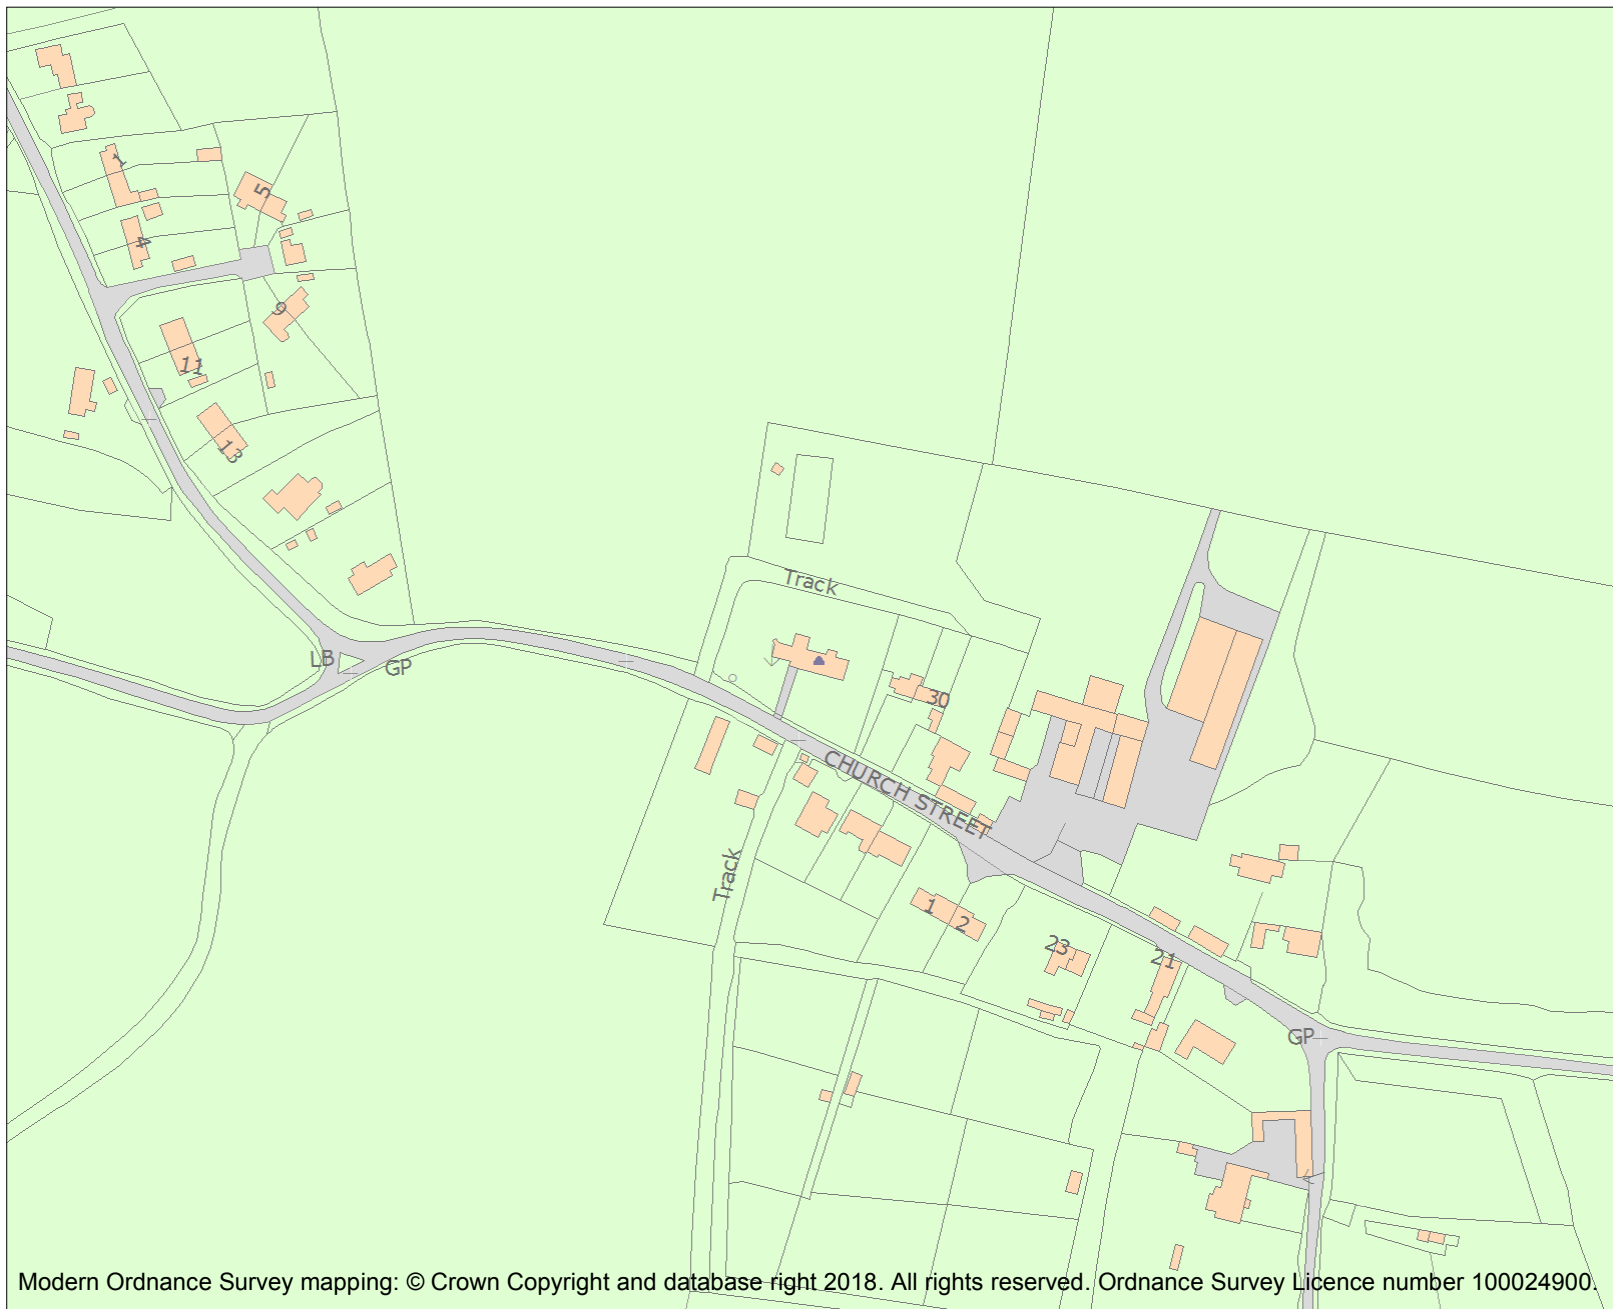 1
5
4
9
11
13
Track
LB
GP
30
CHURCH STREET
Track
1
2
23
21
GP
Modern Ordnance Survey mapping: © Crown Copyright and database right 2018. All rights reserved. Ordnance Survey Licence number 100024900.